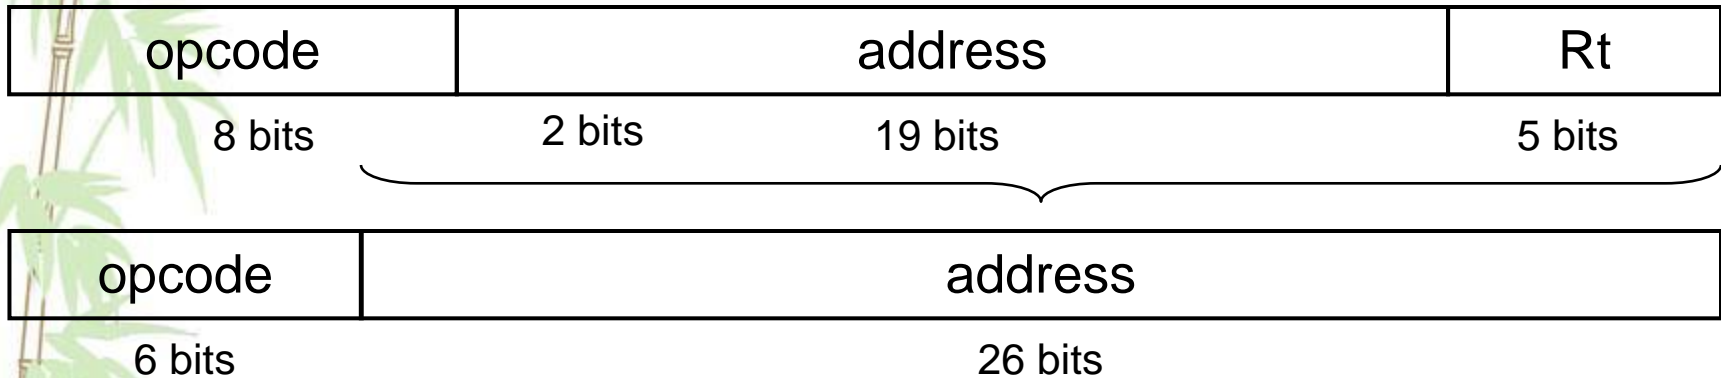 opcode address Rt
8 bits 2 bits 19 bits 5 bits
opcode address
6 bits 26 bits